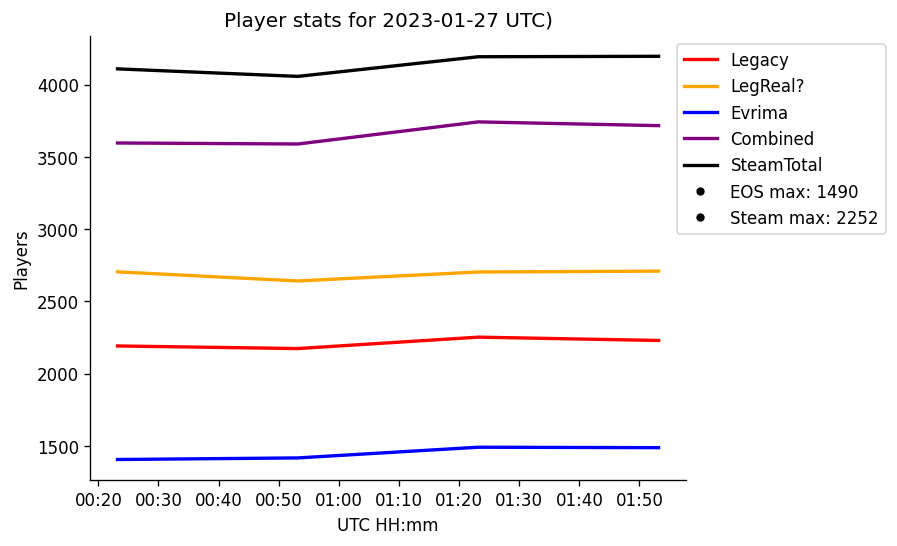 Player stats for 2023-01-27 UTC)
Legacy
LegReal?
Evrima
Combined
SteamTotal
EOS max: 1490
Steam max: 2252
Players
4000
3500
3000
2500
2000
1500
00:20 00:30 00:40 00:50 01:00 01:10 01:20 01:30 01:40 01:50
UTC HH:mm